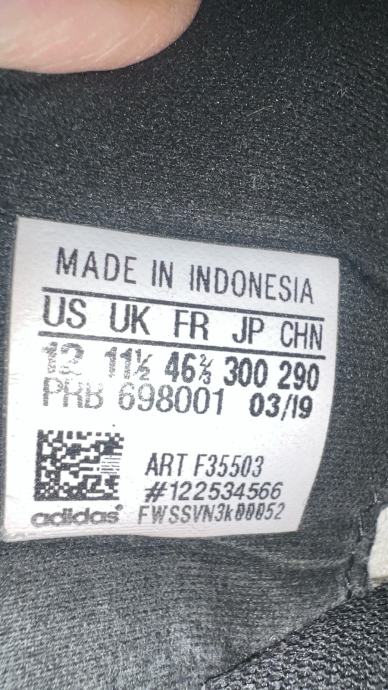 MADE IN INDONESIA
US UK FR JP CHN
12 11½ 46⅔ 300 290
PRB 698001 03/19
ART F35503
#122534566
adidas® FWSSVN3k00052